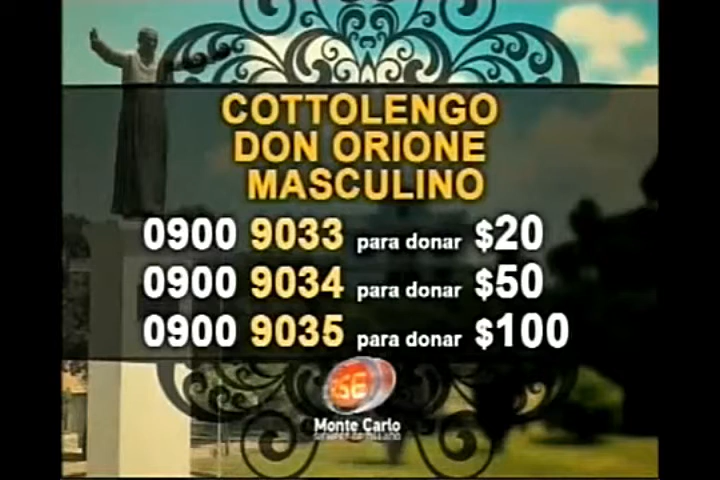 COTTOLENGO
DON ORIONE
MASCULINO
0900 9033 para donar $20
0900 9034 para donar $50
0900 9035 para donar $100
RSE
Monte Carlo